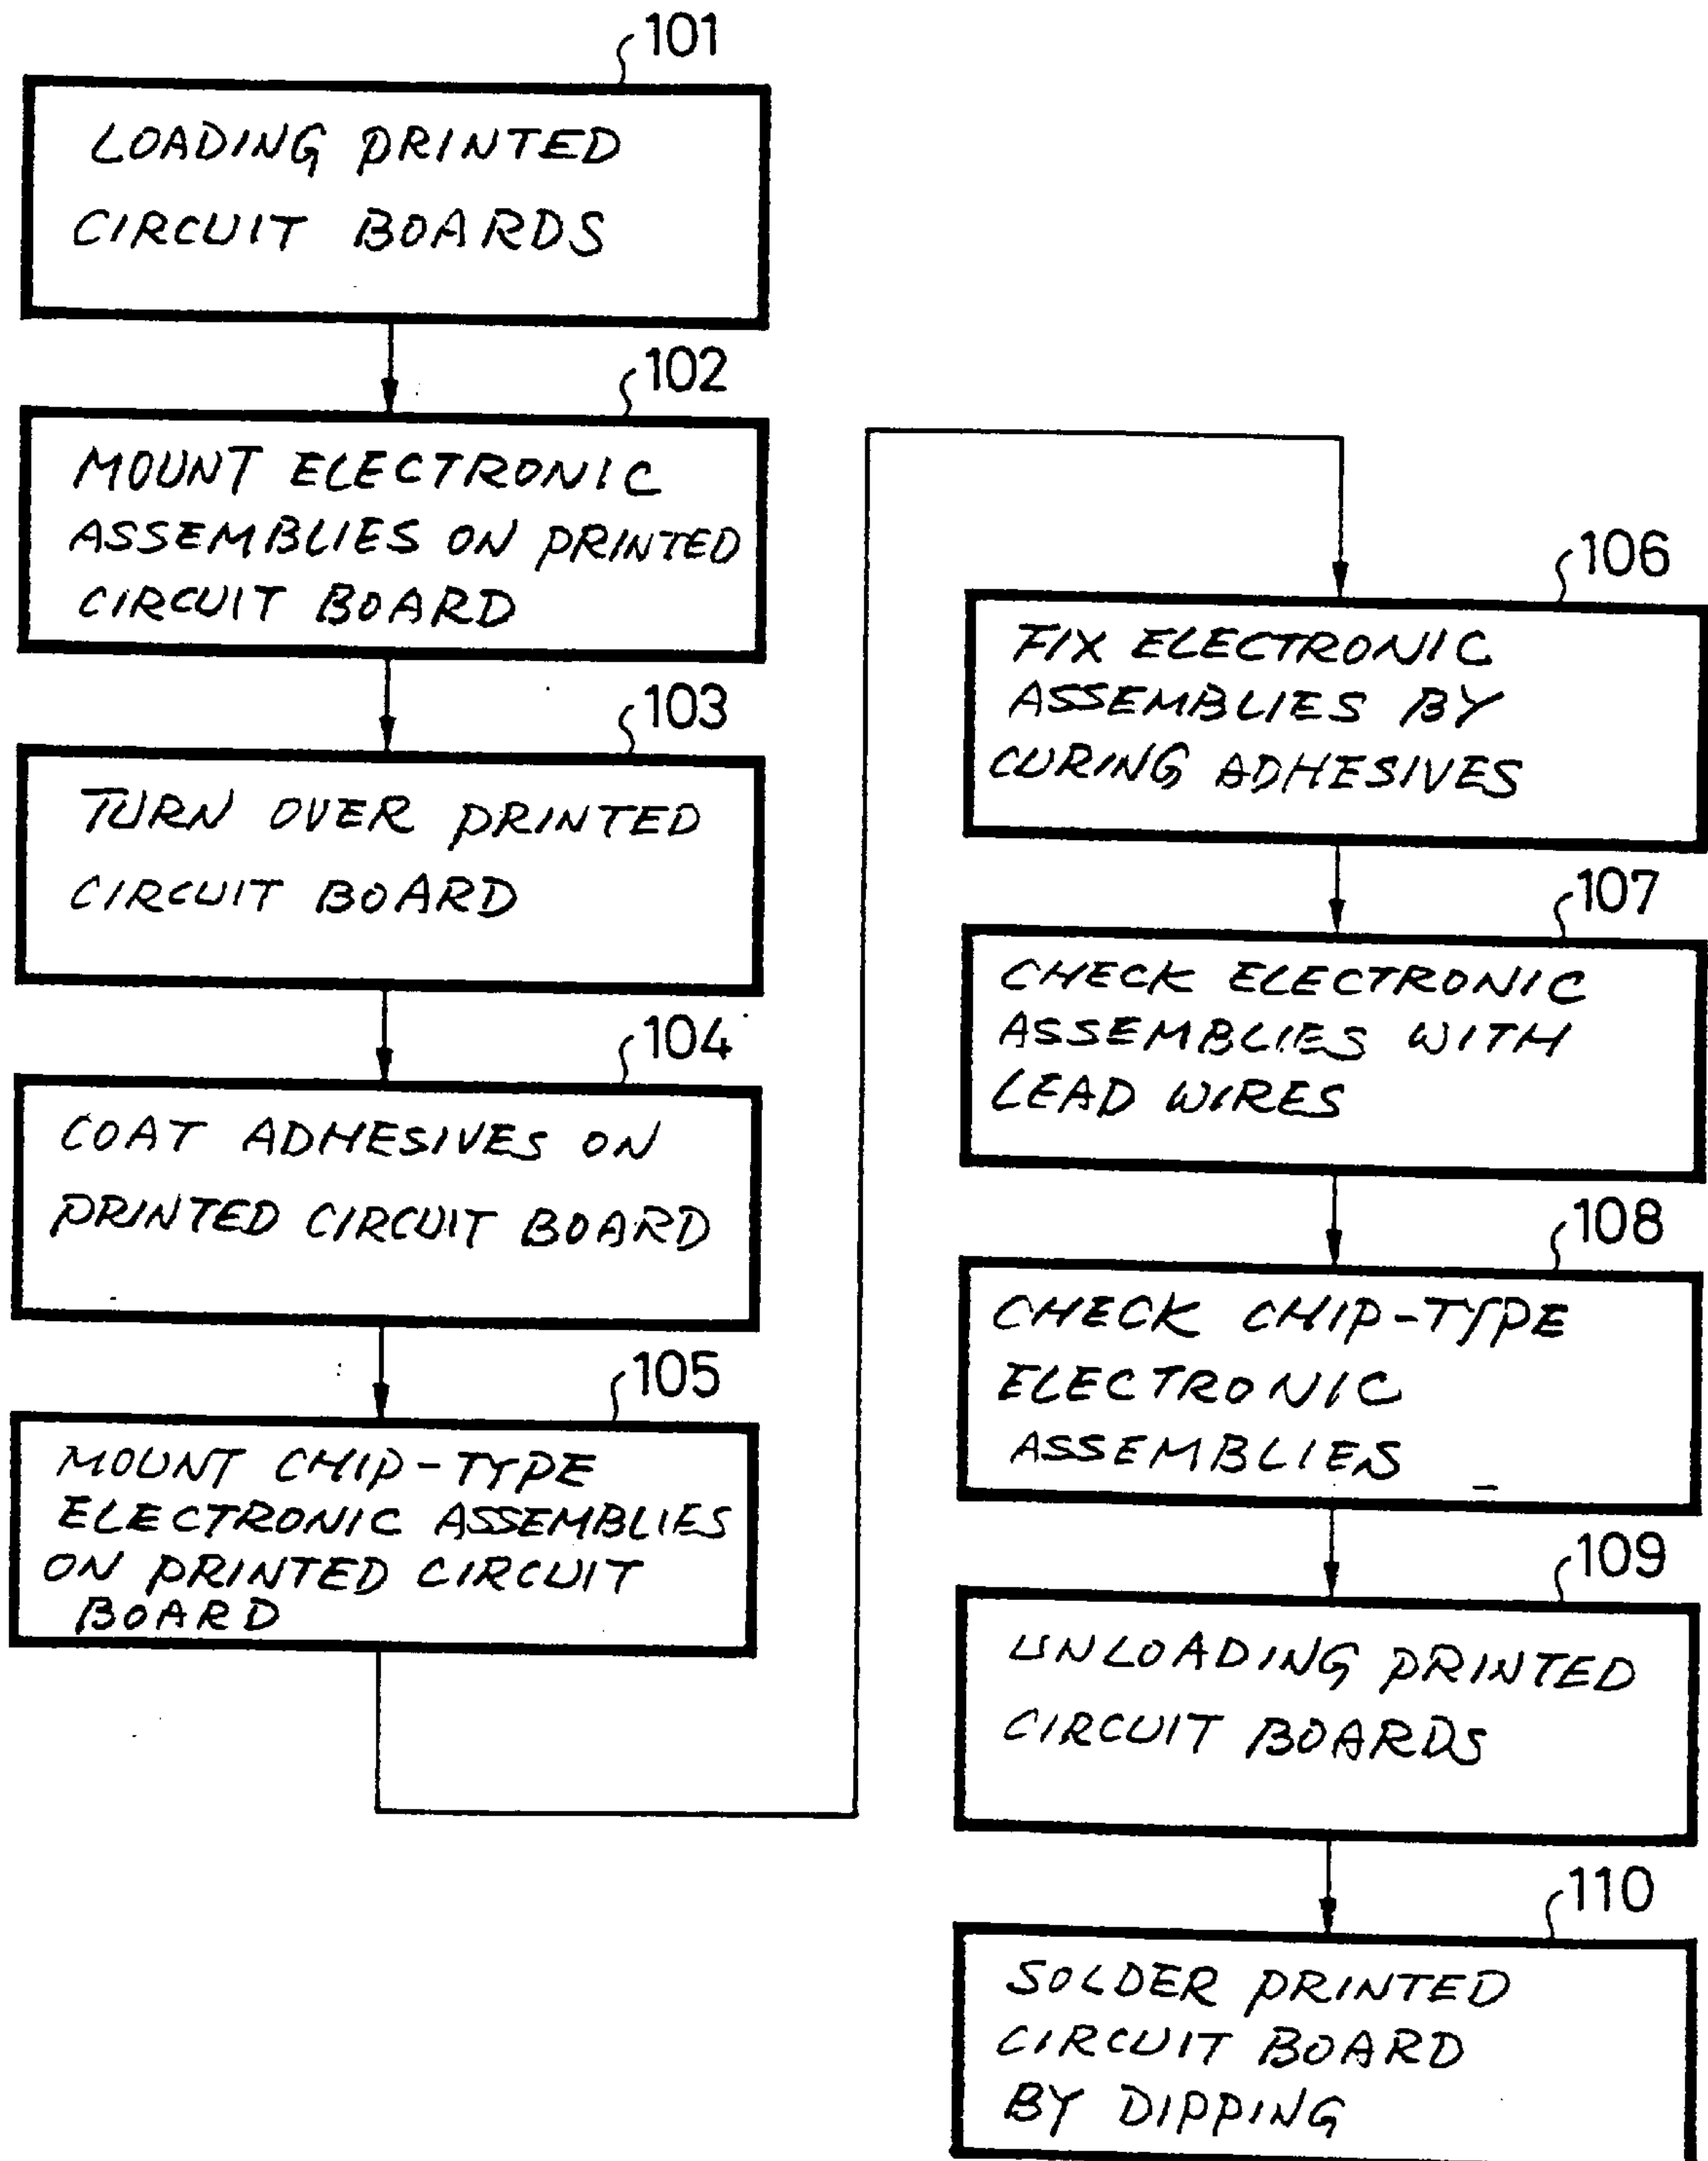 101
LOADING PRINTED
CIRCUIT BOARDS
102
MOUNT ELECTRONIC
ASSEMBLIES ON PRINTED
CIRCUIT BOARD
103
TURN OVER PRINTED
CIRCUIT BOARD
104
COAT ADHESIVES ON
PRINTED CIRCUIT BOARD
105
MOUNT CHIP-TYPE
ELECTRONIC ASSEMBLIES
ON PRINTED CIRCUIT
BOARD
106
FIX ELECTRONIC
ASSEMBLIES BY
CURING ADHESIVES
107
CHECK ELECTRONIC
ASSEMBLIES WITH
LEAD WIRES
108
CHECK CHIP-TYPE
ELECTRONIC
ASSEMBLIES
109
UNLOADING PRINTED
CIRCUIT BOARDS
110
SOLDER PRINTED
CIRCUIT BOARD
BY DIPPING